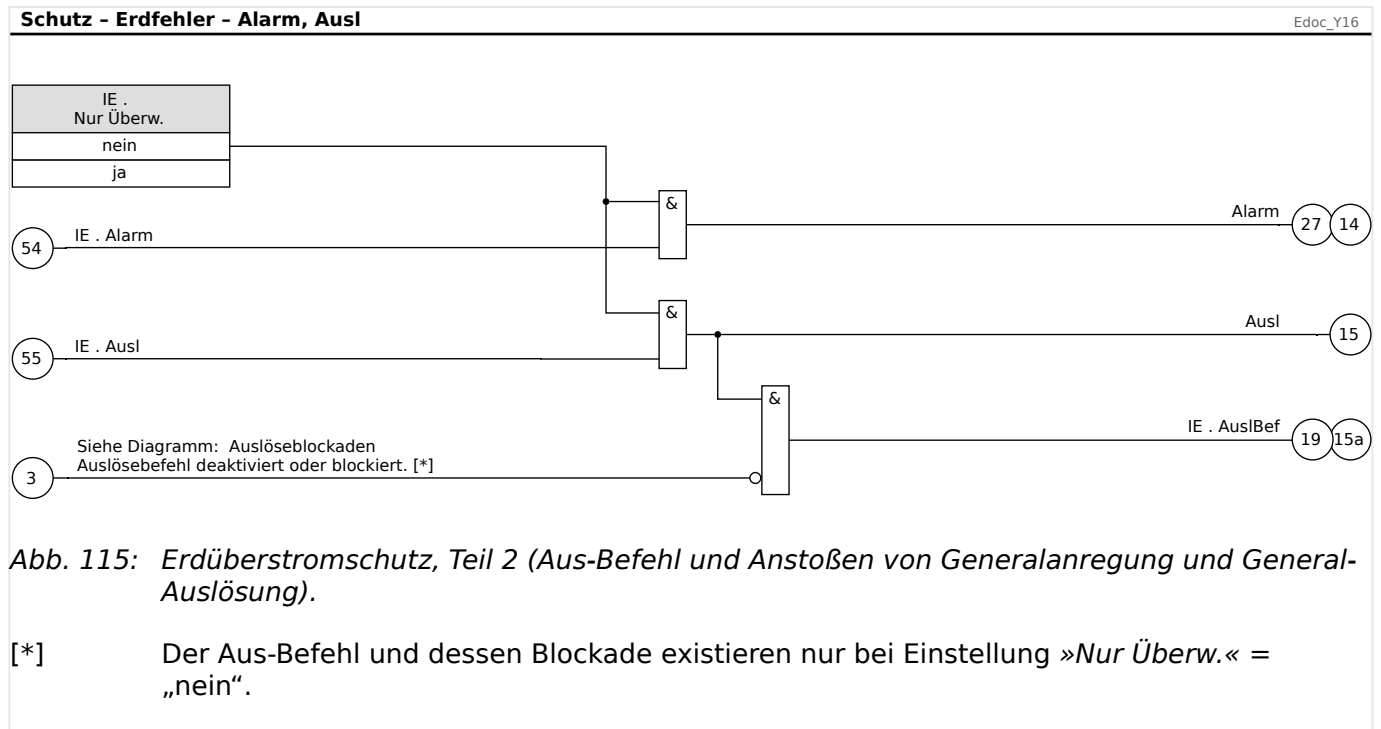 Schutz – Erdfehler – Alarm, Ausl
Edoc_Y16
IE .
Nur Überw.
nein
ja
&
Alarm
27
14
54
IE . Alarm
&
Ausl
15
55
IE . Ausl
&
IE . AuslBef
19
15a
Siehe Diagramm: Auslöseblockaden
Auslösebefehl deaktiviert oder blockiert. [*]
3
Abb. 115: Erdüberstromschutz, Teil 2 (Aus-Befehl und Anstoßen von Generalanregung und General-
Auslösung).
[*] Der Aus-Befehl und dessen Blockade existieren nur bei Einstellung »Nur Überw.« =
„nein“.